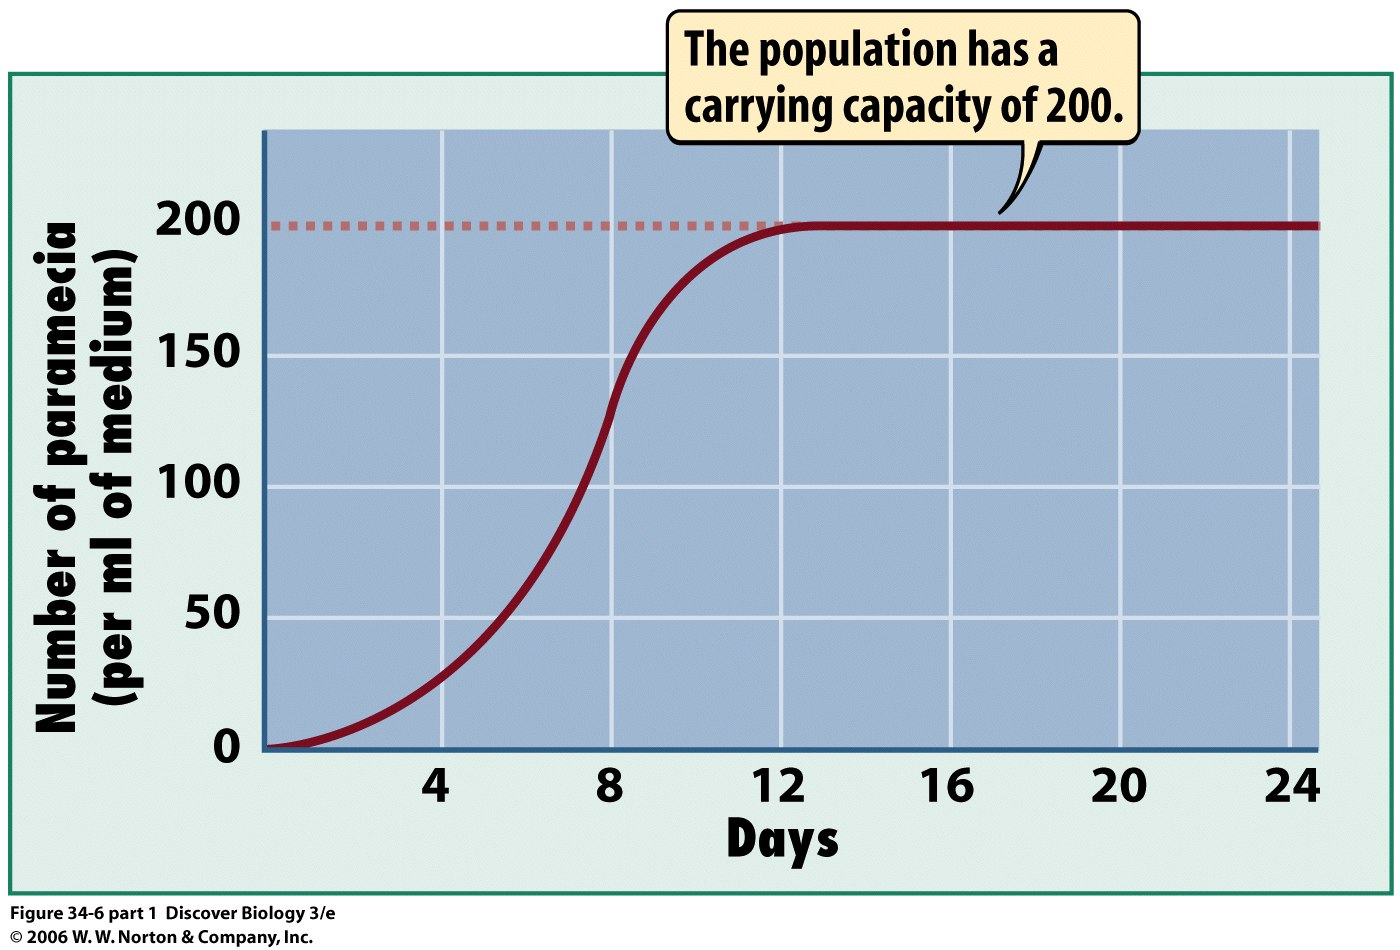 The population has a
carrying capacity of 200.
Number of paramecia
(per ml of medium)
200
150
100
50
0
4 8 12 16 20 24
Days
Figure 34-6 part 1 Discover Biology 3/e
© 2006 W. W. Norton & Company, Inc.